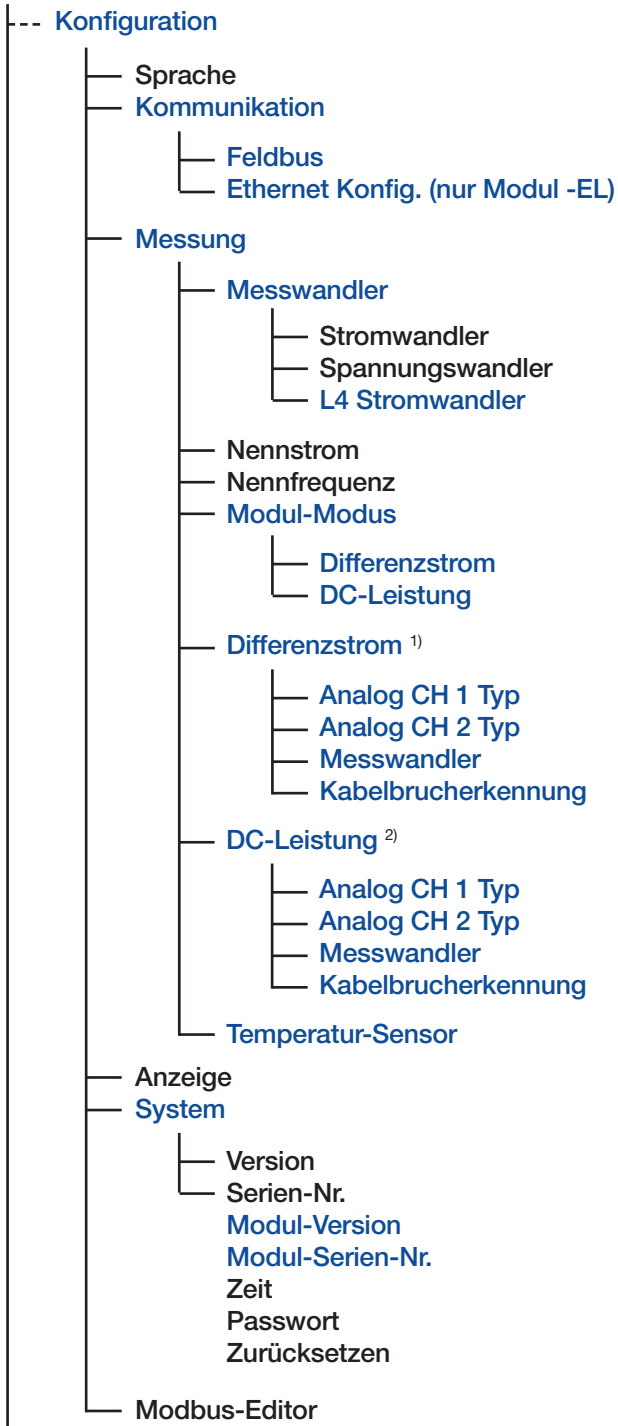 Konfiguration
Sprache
Kommunikation
Feldbus
Ethernet Konfig. (nur Modul -EL)
Messung
Messwandler
Stromwandler
Spannungswandler
L4 Stromwandler
Nennstrom
Nennfrequenz
Modul-Modus
Differenzstrom
DC-Leistung
Differenzstrom 1)
Analog CH 1 Typ
Analog CH 2 Typ
Messwandler
Kabelbrucherkennung
DC-Leistung 2)
Analog CH 1 Typ
Analog CH 2 Typ
Messwandler
Kabelbrucherkennung
Temperatur-Sensor
Anzeige
System
Version
Serien-Nr.
Modul-Version
Modul-Serien-Nr.
Zeit
Passwort
Zurücksetzen
Modbus-Editor